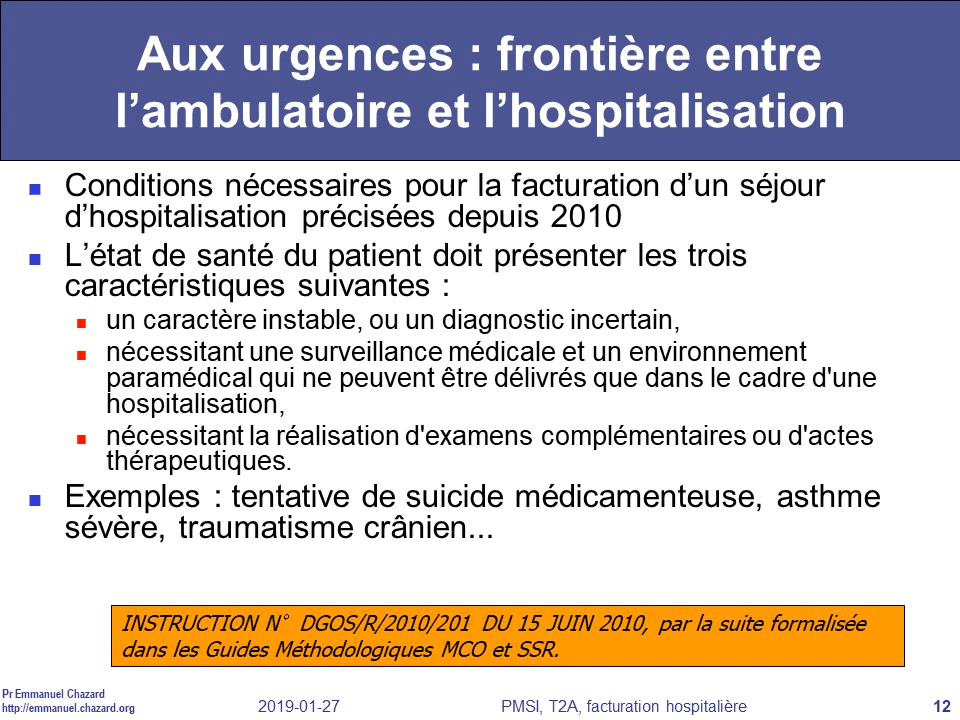 Aux urgences : frontière entre
l’ambulatoire et l’hospitalisation
Conditions nécessaires pour la facturation d’un séjour
d’hospitalisation précisées depuis 2010
L’état de santé du patient doit présenter les trois
caractéristiques suivantes :
un caractère instable, ou un diagnostic incertain,
nécessitant une surveillance médicale et un environnement
paramédical qui ne peuvent être délivrés que dans le cadre d'une
hospitalisation,
nécessitant la réalisation d'examens complémentaires ou d'actes
thérapeutiques.
Exemples : tentative de suicide médicamenteuse, asthme
sévère, traumatisme crânien...
INSTRUCTION N° DGOS/R/2010/201 DU 15 JUIN 2010, par la suite formalisée
dans les Guides Méthodologiques MCO et SSR.
Pr Emmanuel Chazard
http://emmanuel.chazard.org
2019-01-27
PMSI, T2A, facturation hospitalière
12